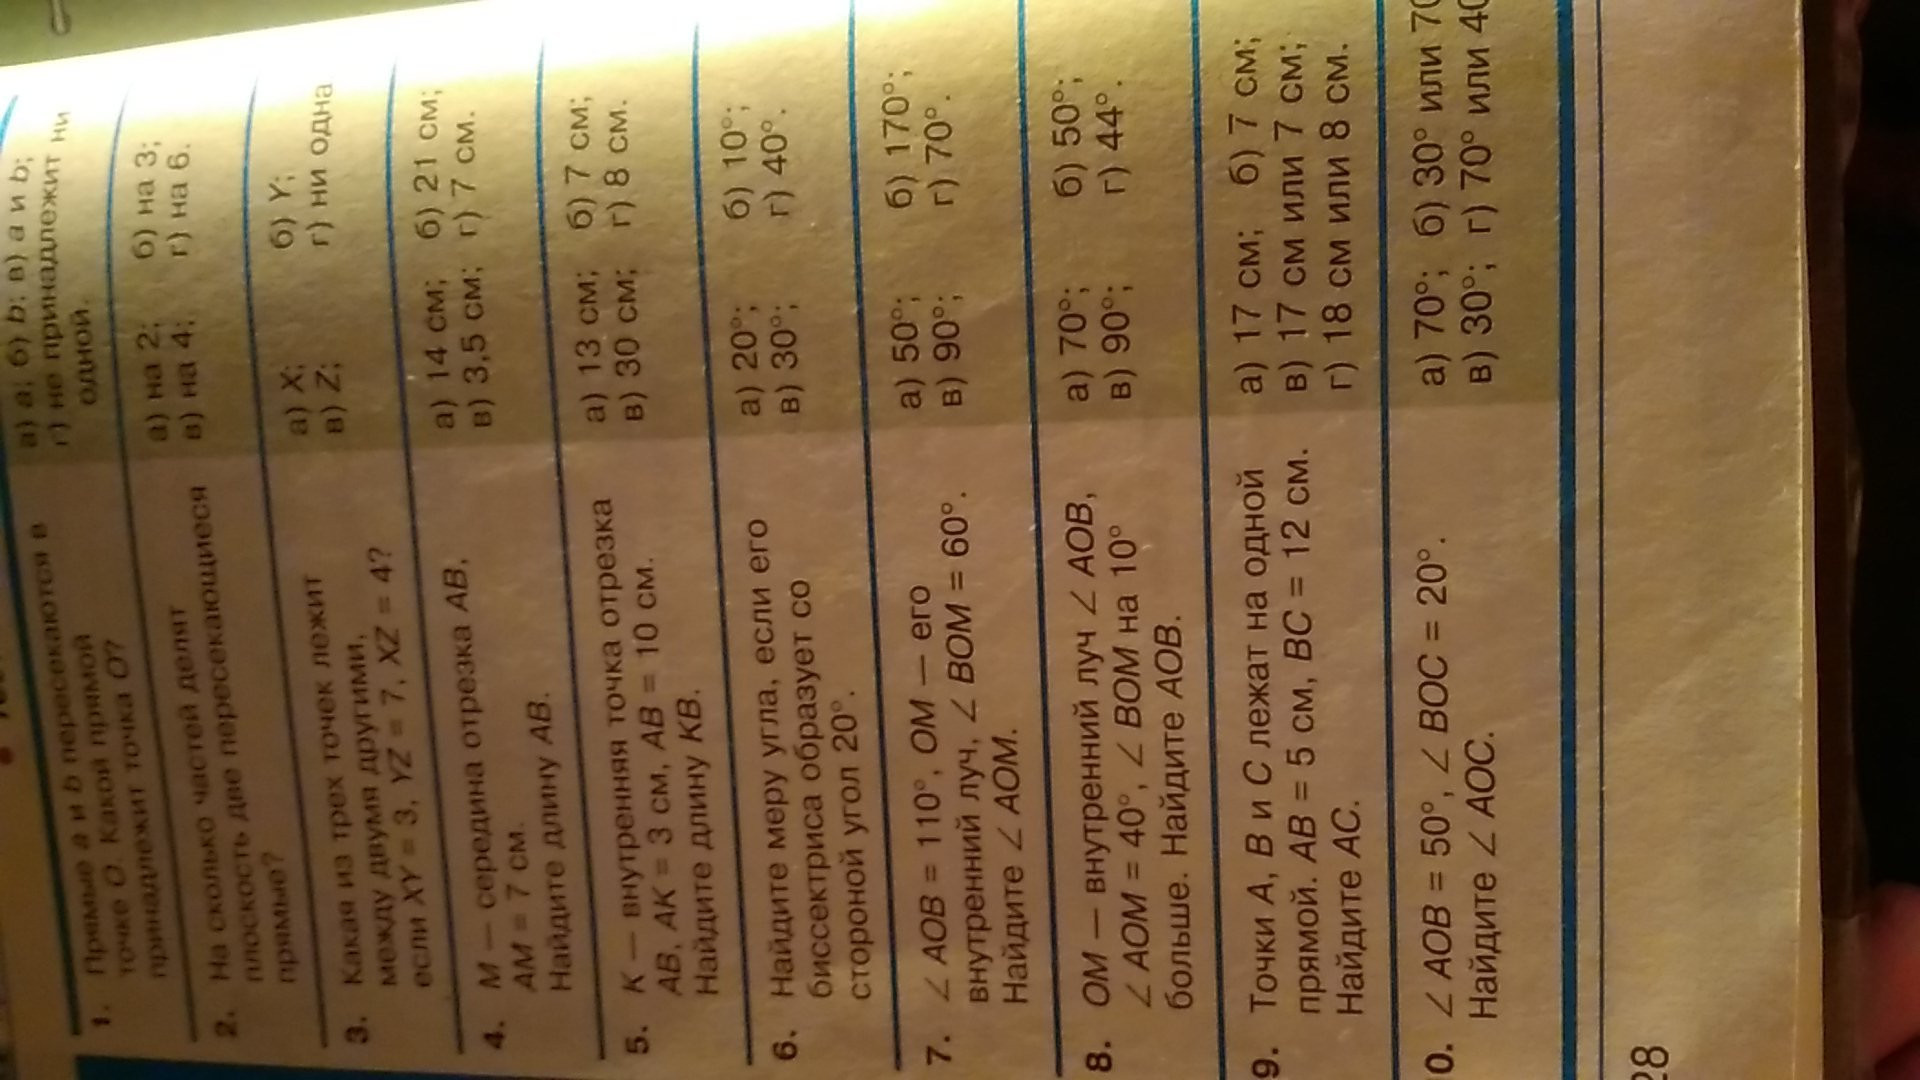 1. Прямые a и b пересекаются в
точке O. Какой прямой
принадлежит точка O?
а) a; б) b; в) a и b;
г) не принадлежит ни
одной.
2. На сколько частей делят
плоскость две пересекающиеся
прямые?
а) на 2; б) на 3;
в) на 4; г) на 6.
3. Какая из трех точек лежит
между двумя другими,
если XY = 3, YZ = 7, XZ = 4?
а) X; б) Y;
в) Z; г) ни одна
4. M — середина отрезка AB,
AM = 7 см.
Найдите длину AB.
а) 14 см; б) 21 см;
в) 3,5 см; г) 7 см.
5. K — внутренняя точка отрезка
AB, AK = 3 см, AB = 10 см.
Найдите длину KB.
а) 13 см; б) 7 см;
в) 30 см; г) 8 см.
6. Найдите меру угла, если его
биссектриса образует со
стороной угол 20°.
а) 20°; б) 10°;
в) 30°; г) 40°.
7. ∠ AOB = 110°, OM — его
внутренний луч, ∠ BOM = 60°.
Найдите ∠ AOM.
а) 50°; б) 170°;
в) 90°; г) 70°.
8. OM — внутренний луч ∠ AOB,
∠ AOM = 40°, ∠ BOM на 10°
больше. Найдите AOB.
а) 70°; б) 50°;
в) 90°; г) 44°.
9. Точки A, B и C лежат на одной
прямой. AB = 5 см, BC = 12 см.
Найдите AC.
а) 17 см; б) 7 см;
в) 17 см или 7 см;
г) 18 см или 8 см.
0. ∠ AOB = 50°, ∠ BOC = 20°.
Найдите ∠ AOC.
а) 70°; б) 30° или 70
в) 30°; г) 70° или 40
28